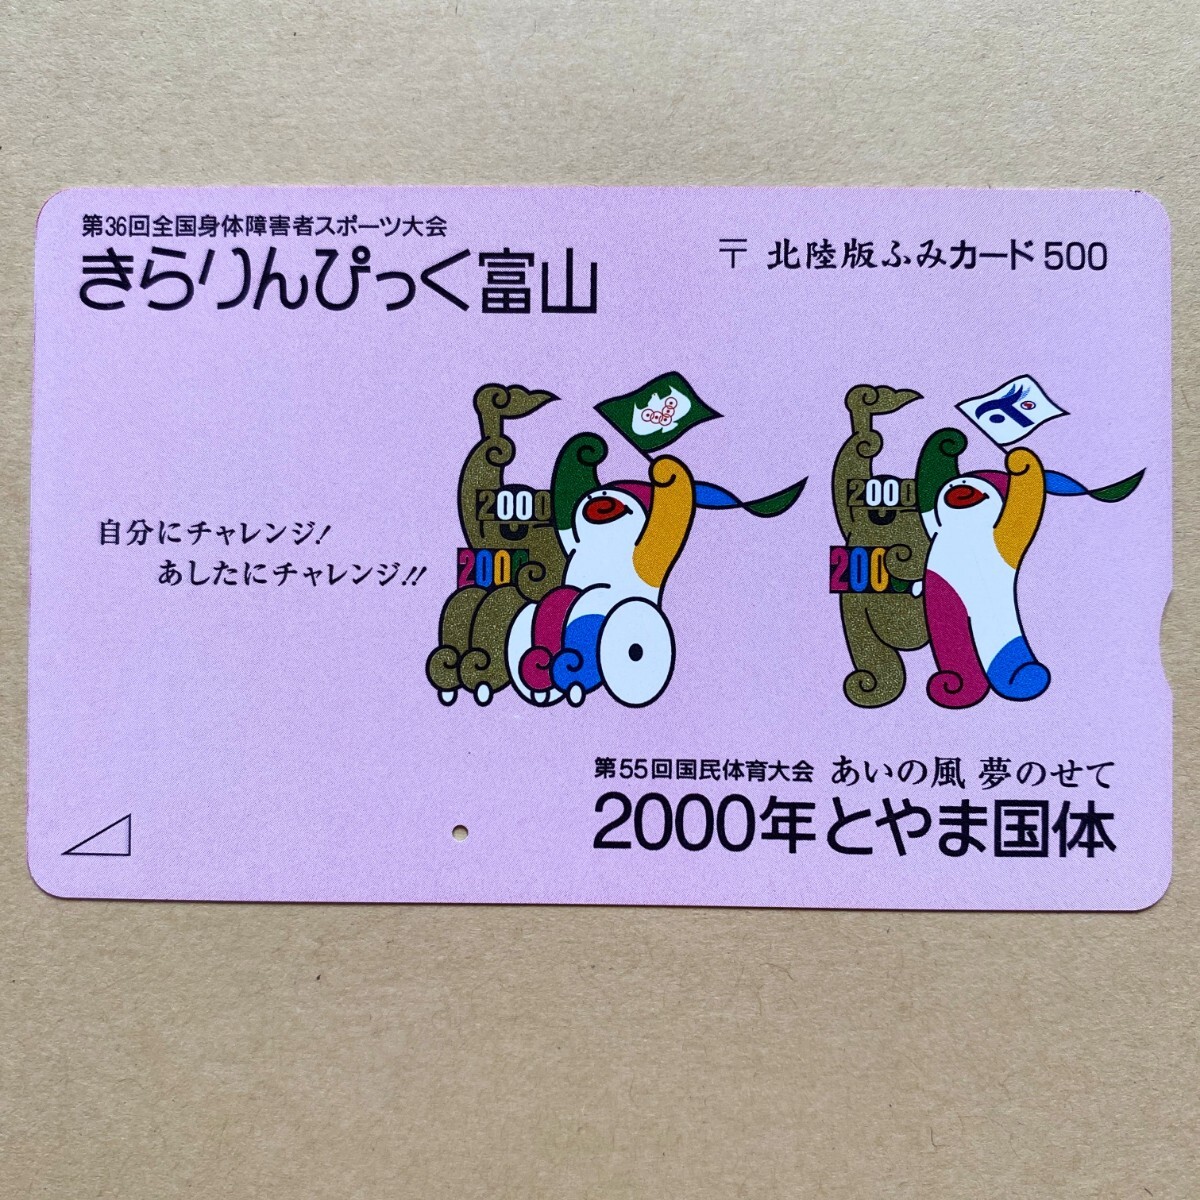 第36回全国身体障害者スポーツ大会
きらりんぴっく富山
〒 北陸版ふみカード 500
自分にチャレンジ!
あしたにチャレンジ!!
2000
2000
2000
200
第55回国民体育大会 あいの風 夢のせて
2000年とやま国体